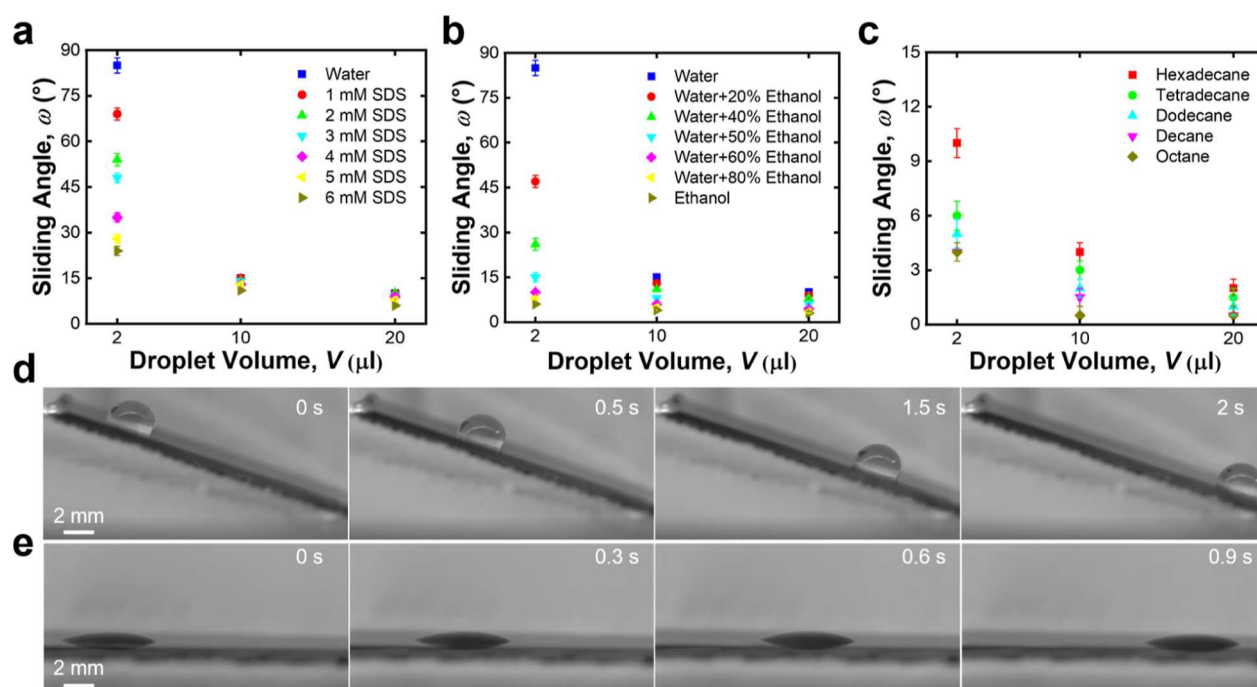 a
90
75
60
45
30
15
0
Sliding Angle, ω (°)
Water
1 mM SDS
2 mM SDS
3 mM SDS
4 mM SDS
5 mM SDS
6 mM SDS
2
10
20
Droplet Volume, V (μl)
b
90
75
60
45
30
15
0
Sliding Angle, ω (°)
Water
Water+20% Ethanol
Water+40% Ethanol
Water+50% Ethanol
Water+60% Ethanol
Water+80% Ethanol
Ethanol
2
10
20
Droplet Volume, V (μl)
c
15
12
9
6
3
0
Sliding Angle, ω (°)
Hexadecane
Tetradecane
Dodecane
Decane
Octane
2
10
20
Droplet Volume, V (μl)
d
0 s
0.5 s
1.5 s
2 s
2 mm
e
0 s
0.3 s
0.6 s
0.9 s
2 mm